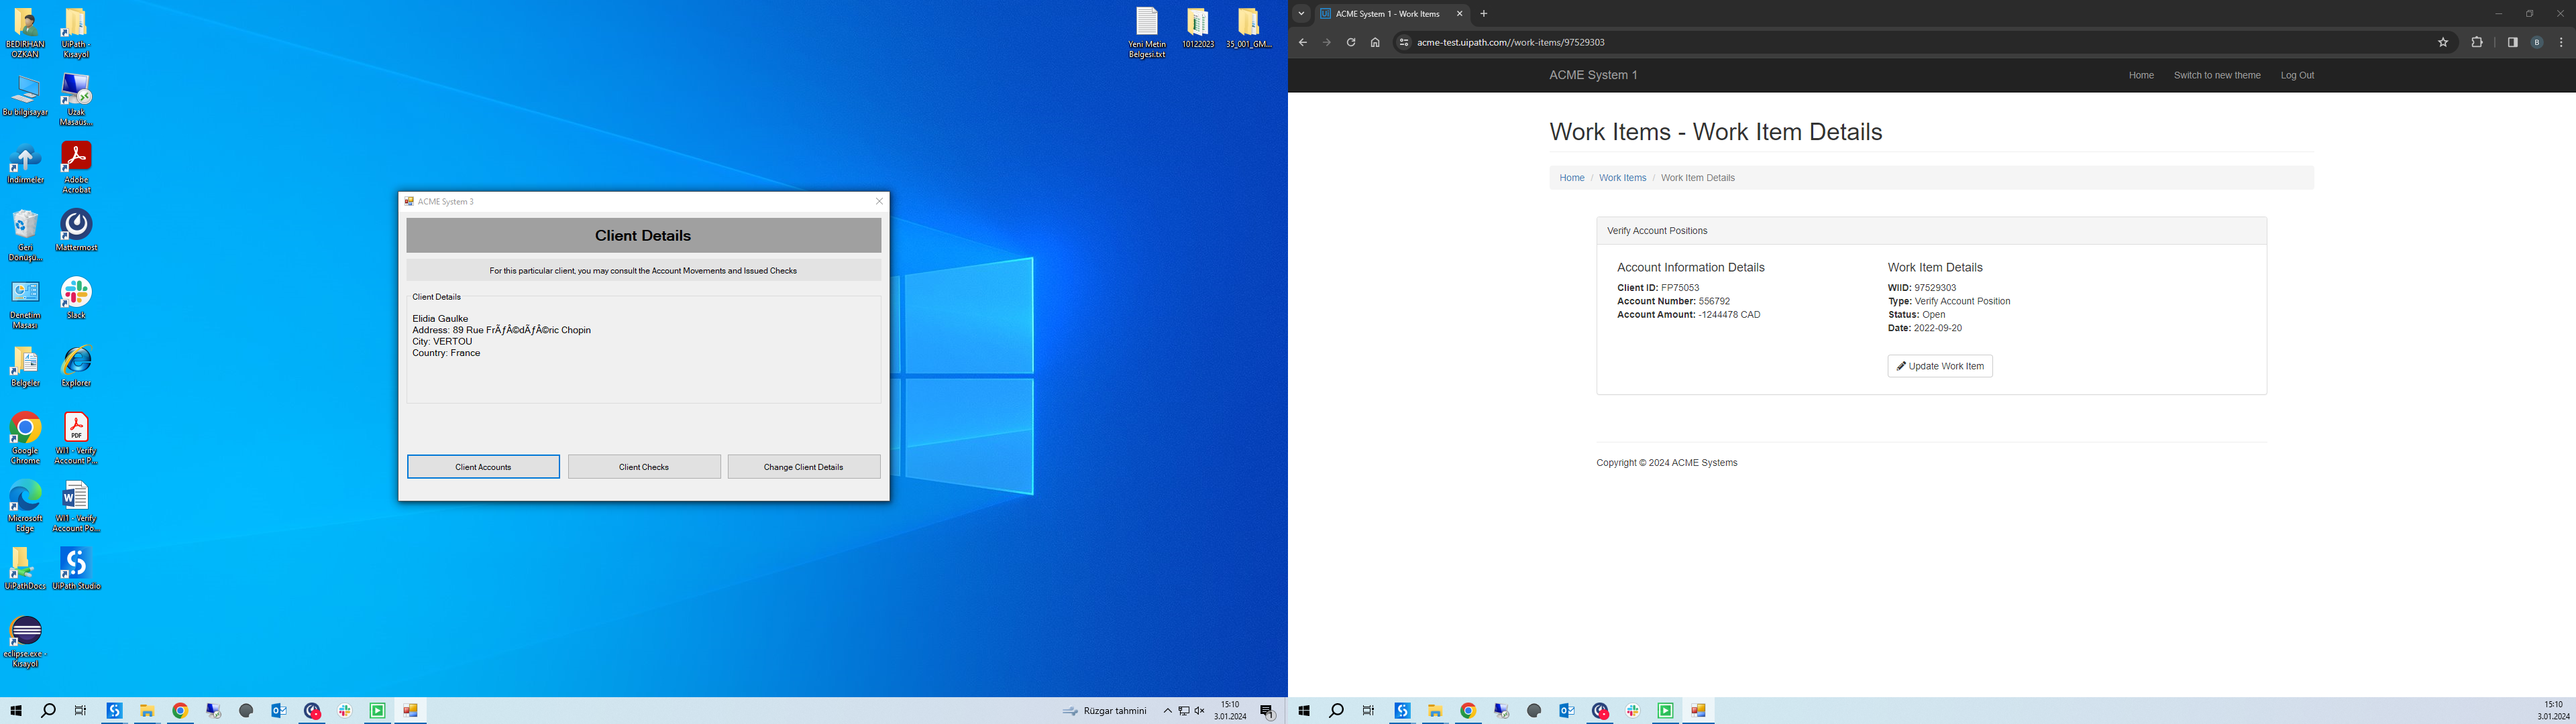 BEDİRHAN ÖZKAN
UiPath - Kısayol
Bu bilgisayar
Uzak Masaüs...
İndirmeler
Adobe Acrobat
Geri Dönüşü...
Mattermost
Denetim Masası
Slack
Belgeler
Explorer
Google Chrome
WI1 - Verify Account P...
Microsoft Edge
WI1 - Verify Account Po...
UiPathDocs
UiPath Studio
eclipse.exe - Kısayol
Yeni Metin Belgesi.txt
10122023
35_001_GM...
ACME System 3
Client Details
For this particular client, you may consult the Account Movements and Issued Checks
Client Details
Elidia Gaulke
Address: 89 Rue FrÃƒÂ©dÃƒÂ©ric Chopin
City: VERTOU
Country: France
Client Accounts
Client Checks
Change Client Details
Rüzgar tahmini
15:10
3.01.2024
1
ACME System 1 - Work Items
acme-test.uipath.com//work-items/97529303
B
ACME System 1
Home
Switch to new theme
Log Out
Work Items - Work Item Details
Home / Work Items / Work Item Details
Verify Account Positions
Account Information Details
Client ID: FP75053
Account Number: 556792
Account Amount: -1244478 CAD
Work Item Details
WIID: 97529303
Type: Verify Account Position
Status: Open
Date: 2022-09-20
Update Work Item
Copyright © 2024 ACME Systems
15:10
3.01.2024